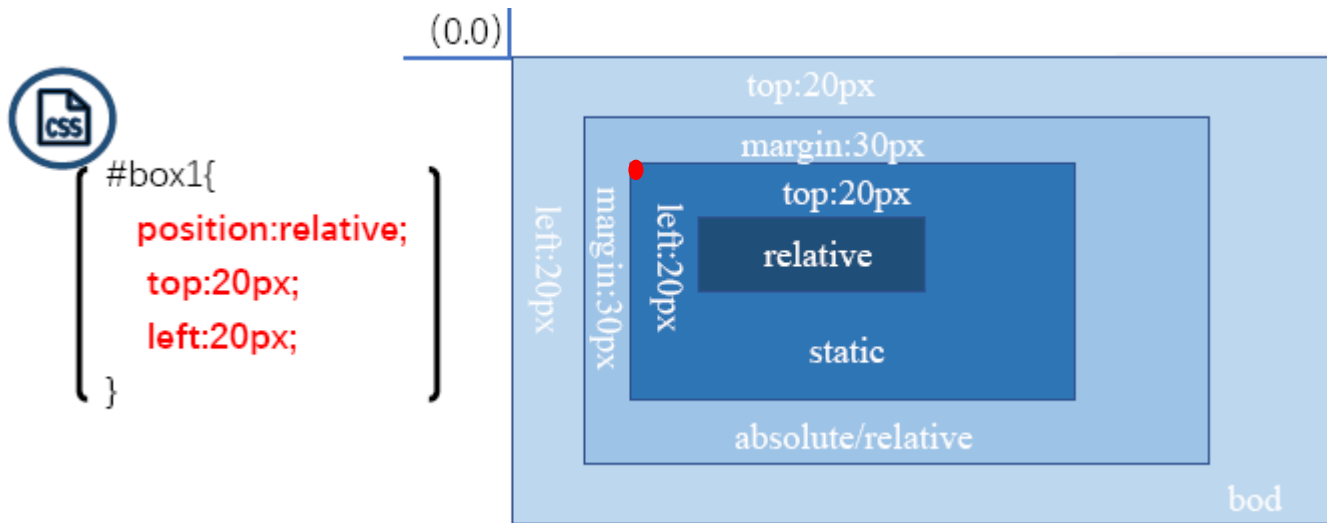 (0.0)
CSS
#box1{
position:relative;
top:20px;
left:20px;
}
top:20px
left:20px
margin:30px
margin:30px
top:20px
left:20px
relative
static
absolute/relative
bod